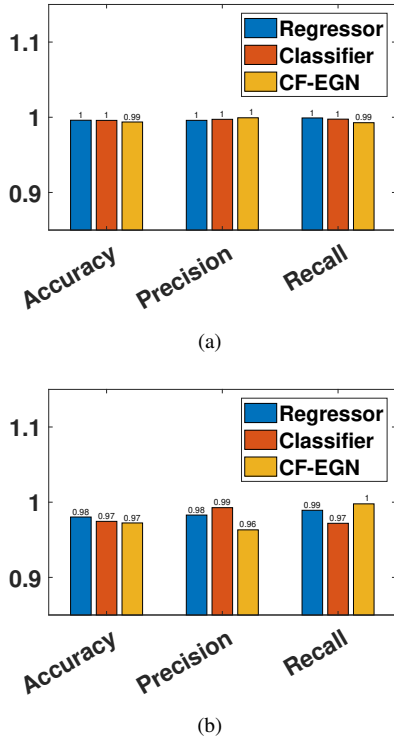 1.1
1
0.9
Regressor
Classifier
CF-EGN
1 1 0.99
1 1 1
1 1 0.99
Accuracy
Precision
Recall
(a)
1.1
1
0.9
Regressor
Classifier
CF-EGN
0.98 0.97 0.97
0.98 0.99 0.96
0.99 0.97 1
Accuracy
Precision
Recall
(b)